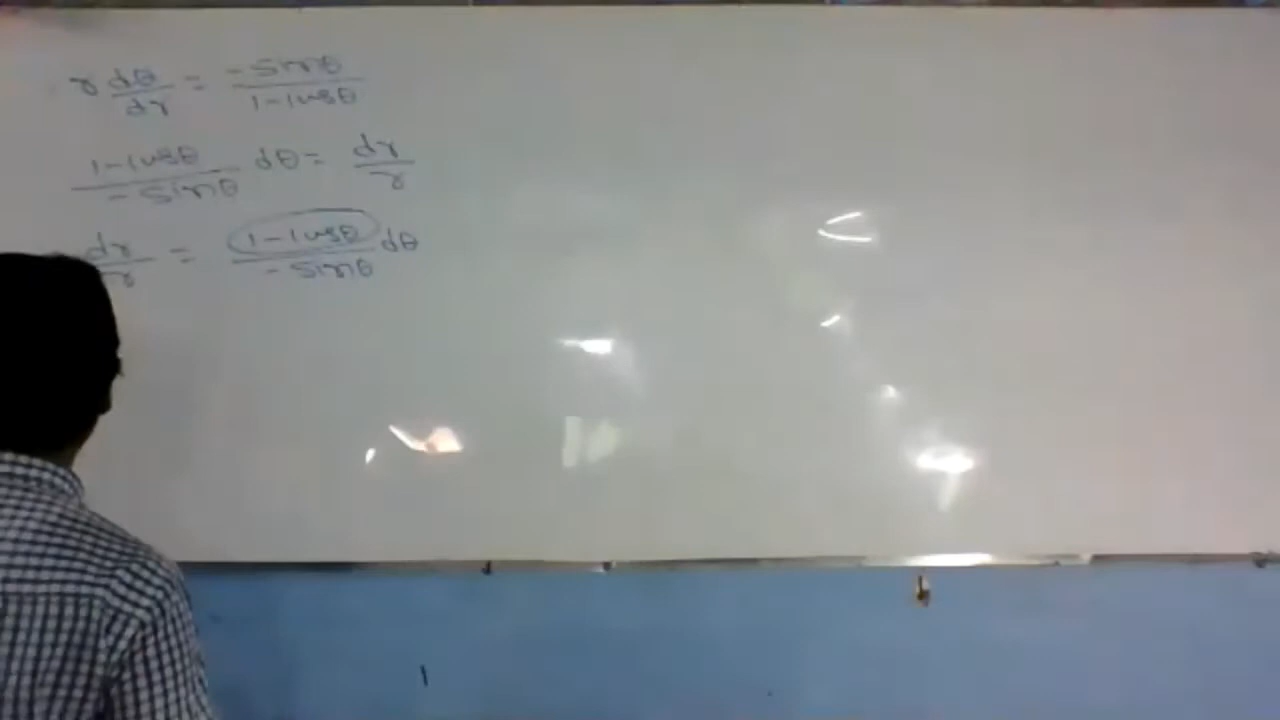 r dθ/dr = -sinθ/1-cosθ
1-cosθ/-sinθ dθ = dr/r
dr/r = 1-cosθ/-sinθ dθ